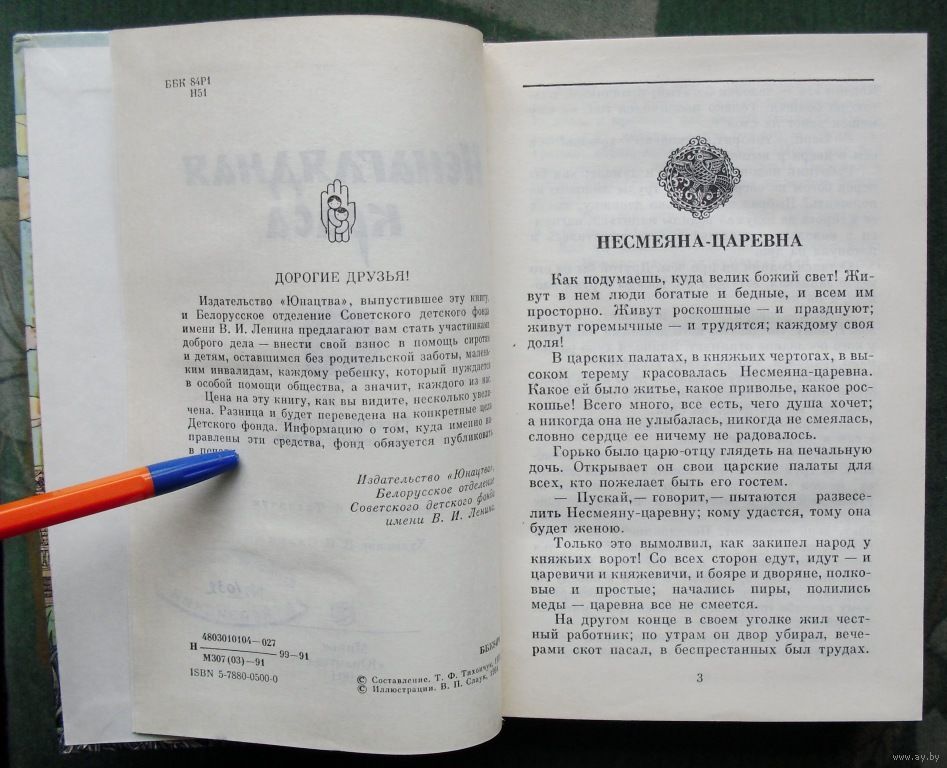 ББК 84Р1
Н51
ДОРОГИЕ ДРУЗЬЯ!
Издательство «Юнацтва», выпустившее эту книгу,
и Белорусское отделение Советского детского фонда
имени В. И. Ленина предлагают вам стать участниками
доброго дела — внести свой взнос в помощь сиротам
и детям, оставшимся без родительской заботы, малень-
ким инвалидам, каждому ребенку, который нуждается
в особой помощи общества, а значит, каждого из нас.
Цена на эту книгу, как вы видите, несколько увели-
чена. Разница и будет переведена на конкретные цели
Детского фонда. Информацию о том, куда именно на-
правлены эти средства, фонд обязуется публиковать
в
Издательство «Юнацтва»,
Белорусское отделение
Советского детского фонда
имени В. И. Ленина.
Н 4803010104—027
М307(03)—91 99—91
ISBN 5-7880-0500-0
© Составление. Т. Ф.
© Иллюстрации. В. П. Слаук,
НЕСМЕЯНА-ЦАРЕВНА
Как подумаешь, куда велик божий свет! Жи-
вут в нем люди богатые и бедные, и всем им
просторно. Живут роскошные — и празднуют;
живут горемычные — и трудятся; каждому своя
доля!
В царских палатах, в княжьих чертогах, в вы-
соком терему красовалась Несмеяна-царевна.
Какое ей было житье, какое приволье, какое рос-
кошье! Всего много, все есть, чего душа хочет;
а никогда она не улыбалась, никогда не смеялась,
словно сердце ее ничему не радовалось.
Горько было царю-отцу глядеть на печальную
дочь. Открывает он свои царские палаты для
всех, кто пожелает быть его гостем.
— Пускай,— говорит,— пытаются развесе-
лить Несмеяну-царевну; кому удастся, тому она
будет женою.
Только это вымолвил, как закипел народ у
княжьих ворот! Со всех сторон едут, идут — и
царевичи и княжевичи, и бояре и дворяне, полко-
вые и простые; начались пиры, полились
меды — царевна все не смеется.
На другом конце в своем уголке жил чест-
ный работник; по утрам он двор убирал, вече-
рами скот пасал, в беспрестанных был трудах.
3
www.ay.by